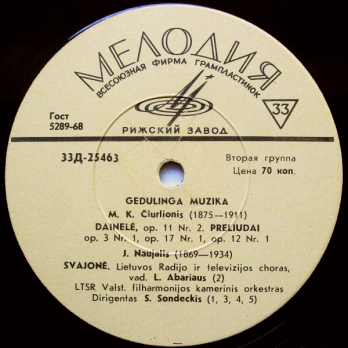 МЕЛОДИЯ
ВСЕСОЮЗНАЯ ФИРМА ГРАМПЛАСТИНОК
33
Гост
5289-68
РИЖСКИЙ ЗАВОД
33Д-25463
Вторая группа
Цена 70 коп.
GEDULINGA MUZIKA
M. K. Čiurlionis (1875—1911)
DAINELĖ, op. 11 Nr. 2. PRELIUDAI
op. 3 Nr. 1, op. 17 Nr. 1, op. 12 Nr. 1
J. Naujalis (1869—1934)
SVAJONĖ. Lietuvos Radijo ir televizijos choras,
vad. L. Abariaus (2)
LTSR Valst. filharmonijos kamerinis orkestras
Dirigentas S. Sondeckis (1, 3, 4, 5)